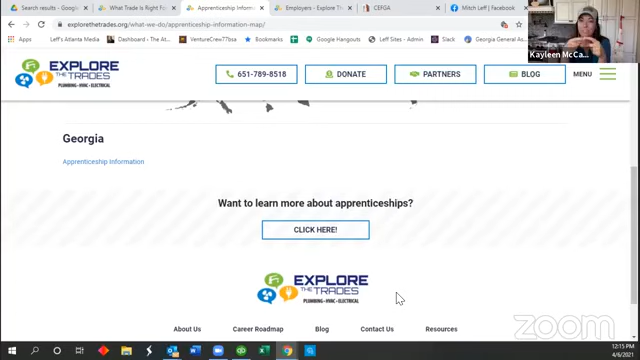 Search results - Goog
What Trade Is Right Fo
Apprenticeship Informatio
Employers - Explore The
CEFGA
Mitch Leff | Facebook
explorethetrades.org/what-we-do/apprenticeship-information-map/
Apps
Leff's Atlanta Media
Dashboard ‹ The At
VentureCrew77bsa
Bookmarks
Google Hangouts
Leff Sites - Admin
Slack
Georgia General As
Kayleen McCa...
EXPLORE
THE TRADES
PLUMBING • HVAC • ELECTRICAL
651-789-8518
DONATE
PARTNERS
BLOG
MENU
Georgia
Apprenticeship Information
Want to learn more about apprenticeships?
CLICK HERE!
EXPLORE
THE TRADES
PLUMBING • HVAC • ELECTRICAL
About Us
Career Roadmap
Blog
Contact Us
Resources
zoom
12:15 PM
4/6/2021